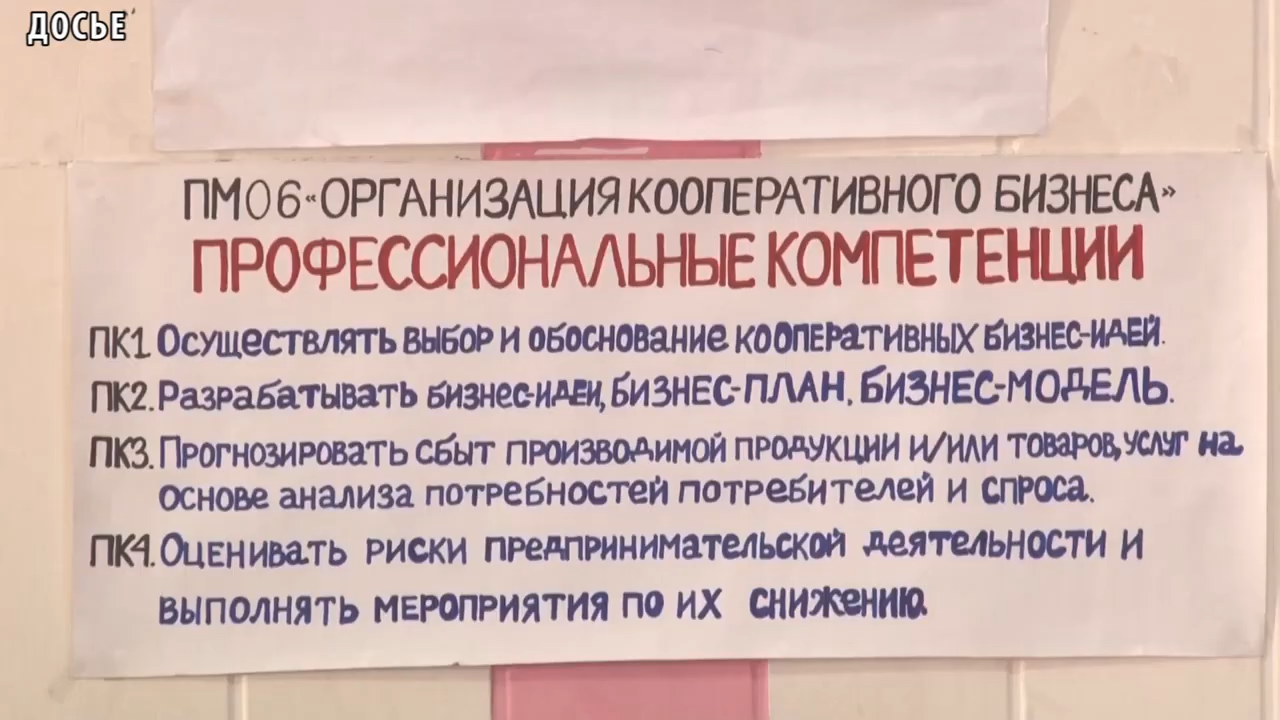 ДОСЬЕ
ПМ06 «ОРГАНИЗАЦИЯ КООПЕРАТИВНОГО БИЗНЕСА»
ПРОФЕССИОНАЛЬНЫЕ КОМПЕТЕНЦИИ
ПК1. Осуществлять выбор и обоснование кооперативных бизнес-идей.
ПК2. Разрабатывать бизнес-идеи, БИЗНЕС-ПЛАН, БИЗНЕС-МОДЕЛЬ.
ПК3. Прогнозировать сбыт производимой продукции и/или товаров, услуг на
основе анализа потребностей потребителей и спроса.
ПК4. Оценивать риски предпринимательской деятельности и
выполнять мероприятия по их снижению.